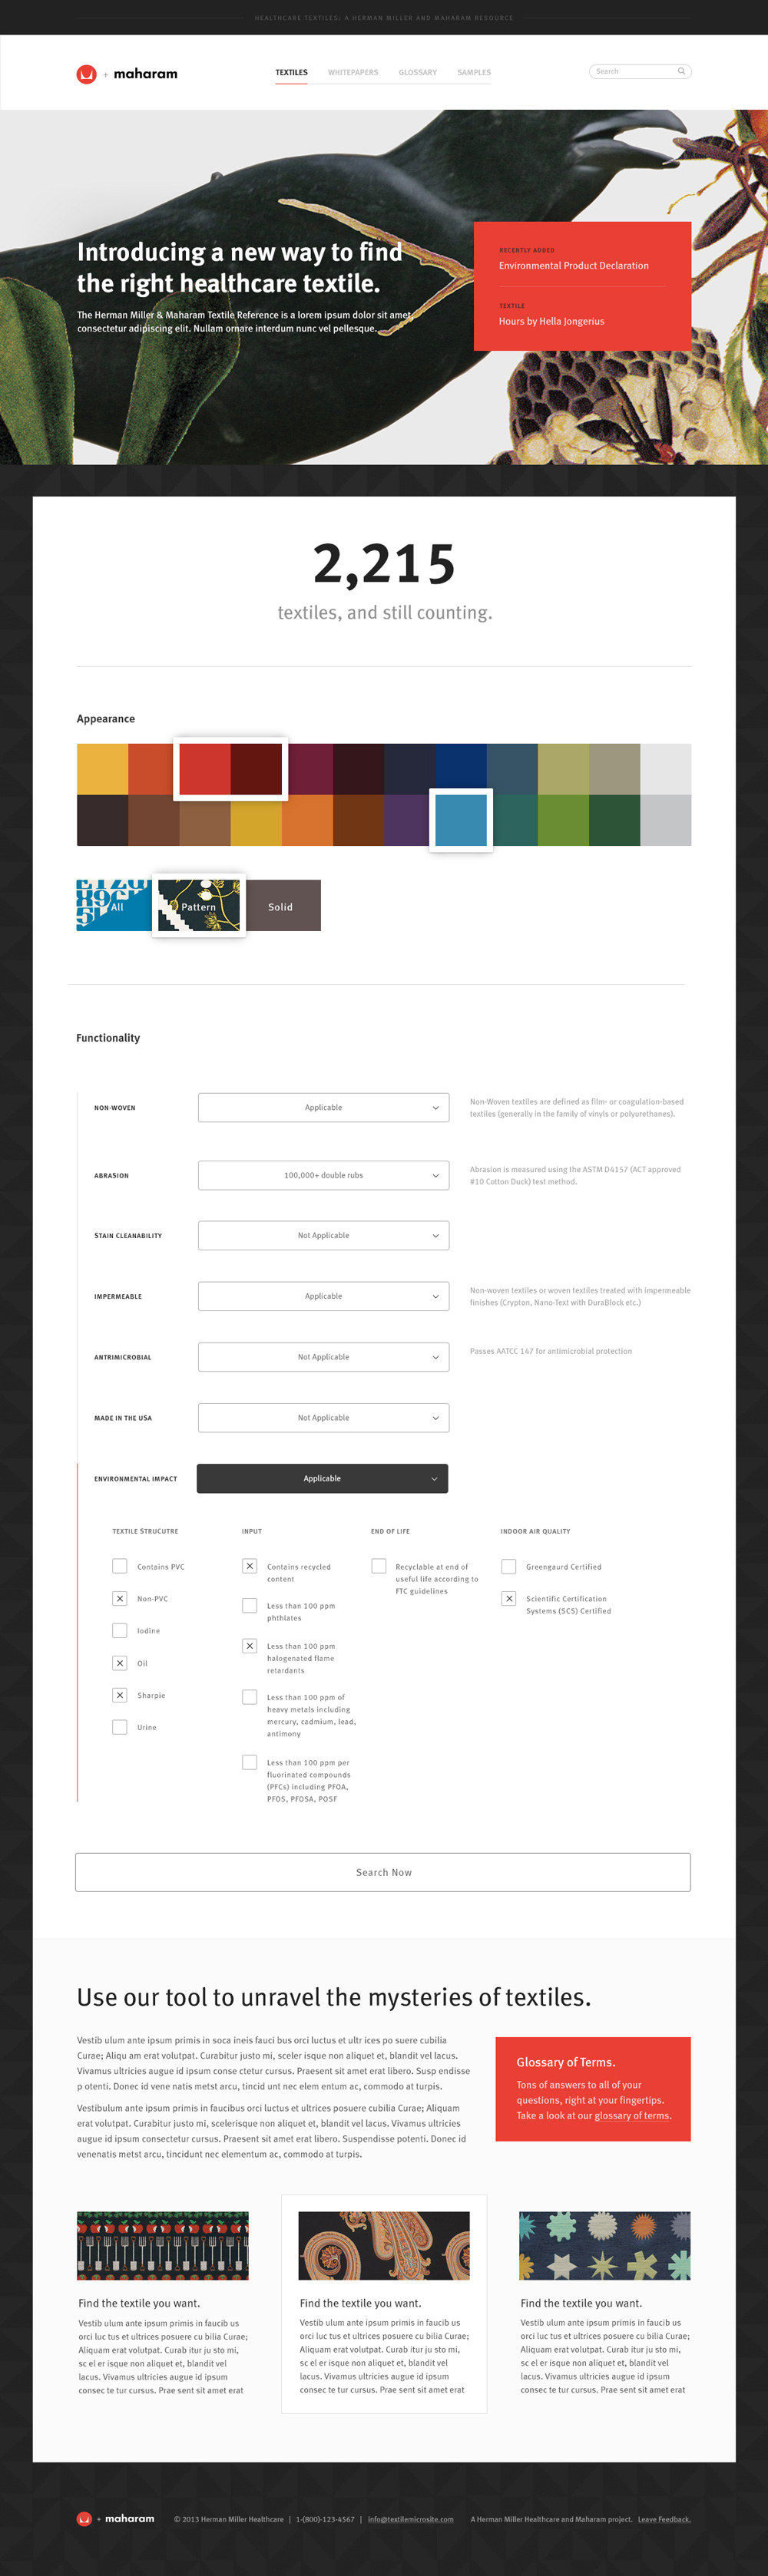 HEALTHCARE TEXTILES: A HERMAN MILLER AND MAHARAM RESOURCE
+ maharam
TEXTILES WHITEPAPERS GLOSSARY SAMPLES
Search
Introducing a new way to find
the right healthcare textile.
The Herman Miller & Maharam Textile Reference is a lorem ipsum dolor sit amet,
consectetur adipiscing elit. Nullam ornare interdum nunc vel pellesque.
RECENTLY ADDED
Environmental Product Declaration
TEXTILE
Hours by Hella Jongerius
2,215
textiles, and still counting.
Appearance
All
Pattern
Solid
Functionality
NON-WOVEN
Applicable
Non-Woven textiles are defined as film- or coagulation-based
textiles (generally in the family of vinyls or polyurethanes).
ABRASION
100,000+ double rubs
Abrasion is measured using the ASTM D4157 (ACT approved
#10 Cotton Duck) test method.
STAIN CLEANABILITY
Not Applicable
IMPERMEABLE
Applicable
Non-woven textiles or woven textiles treated with impermeable
finishes (Crypton, Nano-Text with DuraBlock etc.)
ANTRIMICROBIAL
Not Applicable
Passes AATCC 147 for antimicrobial protection
MADE IN THE USA
Not Applicable
ENVIRONMENTAL IMPACT
Applicable
TEXTILE STRUCUTRE
Contains PVC
Non-PVC
Iodine
Oil
Sharpie
Urine
INPUT
Contains recycled
content
Less than 100 ppm
phthlates
Less than 100 ppm
halogenated flame
retardants
Less than 100 ppm of
heavy metals including
mercury, cadmium, lead,
antimony
Less than 100 ppm per
fluorinated compounds
(PFCs) including PFOA,
PFOS, PFOSA, POSF
END OF LIFE
Recyclable at end of
useful life according to
FTC guidelines
INDOOR AIR QUALITY
Greengaurd Certified
Scientific Certification
Systems (SCS) Certified
Search Now
Use our tool to unravel the mysteries of textiles.
Vestib ulum ante ipsum primis in soca ineis fauci bus orci luctus et ultr ices po suere cubilia
Curae; Aliqu am erat volutpat. Curabitur justo mi, sceler isque non aliquet et, blandit vel lacus.
Vivamus ultricies augue id ipsum conse ctetur cursus. Praesent sit amet erat libero. Susp endisse
p otenti. Donec id vene natis metst arcu, tincid unt nec elem entum ac, commodo at turpis.
Vestibulum ante ipsum primis in faucibus orci luctus et ultrices posuere cubilia Curae; Aliquam
erat volutpat. Curabitur justo mi, scelerisque non aliquet et, blandit vel lacus. Vivamus ultricies
augue id ipsum consectetur cursus. Praesent sit amet erat libero. Suspendisse potenti. Donec id
venenatis metst arcu, tincidunt nec elementum ac, commodo at turpis.
Glossary of Terms.
Tons of answers to all of your
questions, right at your fingertips.
Take a look at our glossary of terms.
Find the textile you want.
Vestib ulum ante ipsum primis in faucib us
orci luc tus et ultrices posuere cu bilia Curae;
Aliquam erat volutpat. Curab itur ju sto mi,
sc el er isque non aliquet et, blandit vel
lacus. Vivamus ultricies augue id ipsum
consec te tur cursus. Prae sent sit amet erat
Find the textile you want.
Vestib ulum ante ipsum primis in faucib us
orci luc tus et ultrices posuere cu bilia Curae;
Aliquam erat volutpat. Curab itur ju sto mi,
sc el er isque non aliquet et, blandit vel
lacus. Vivamus ultricies augue id ipsum
consec te tur cursus. Prae sent sit amet erat
Find the textile you want.
Vestib ulum ante ipsum primis in faucib us
orci luc tus et ultrices posuere cu bilia Curae;
Aliquam erat volutpat. Curab itur ju sto mi,
sc el er isque non aliquet et, blandit vel
lacus. Vivamus ultricies augue id ipsum
consec te tur cursus. Prae sent sit amet erat
+ maharam © 2013 Herman Miller Healthcare | 1-(800)-123-4567 | info@textilemicrosite.com A Herman Miller Healthcare and Maharam project. Leave Feedback.